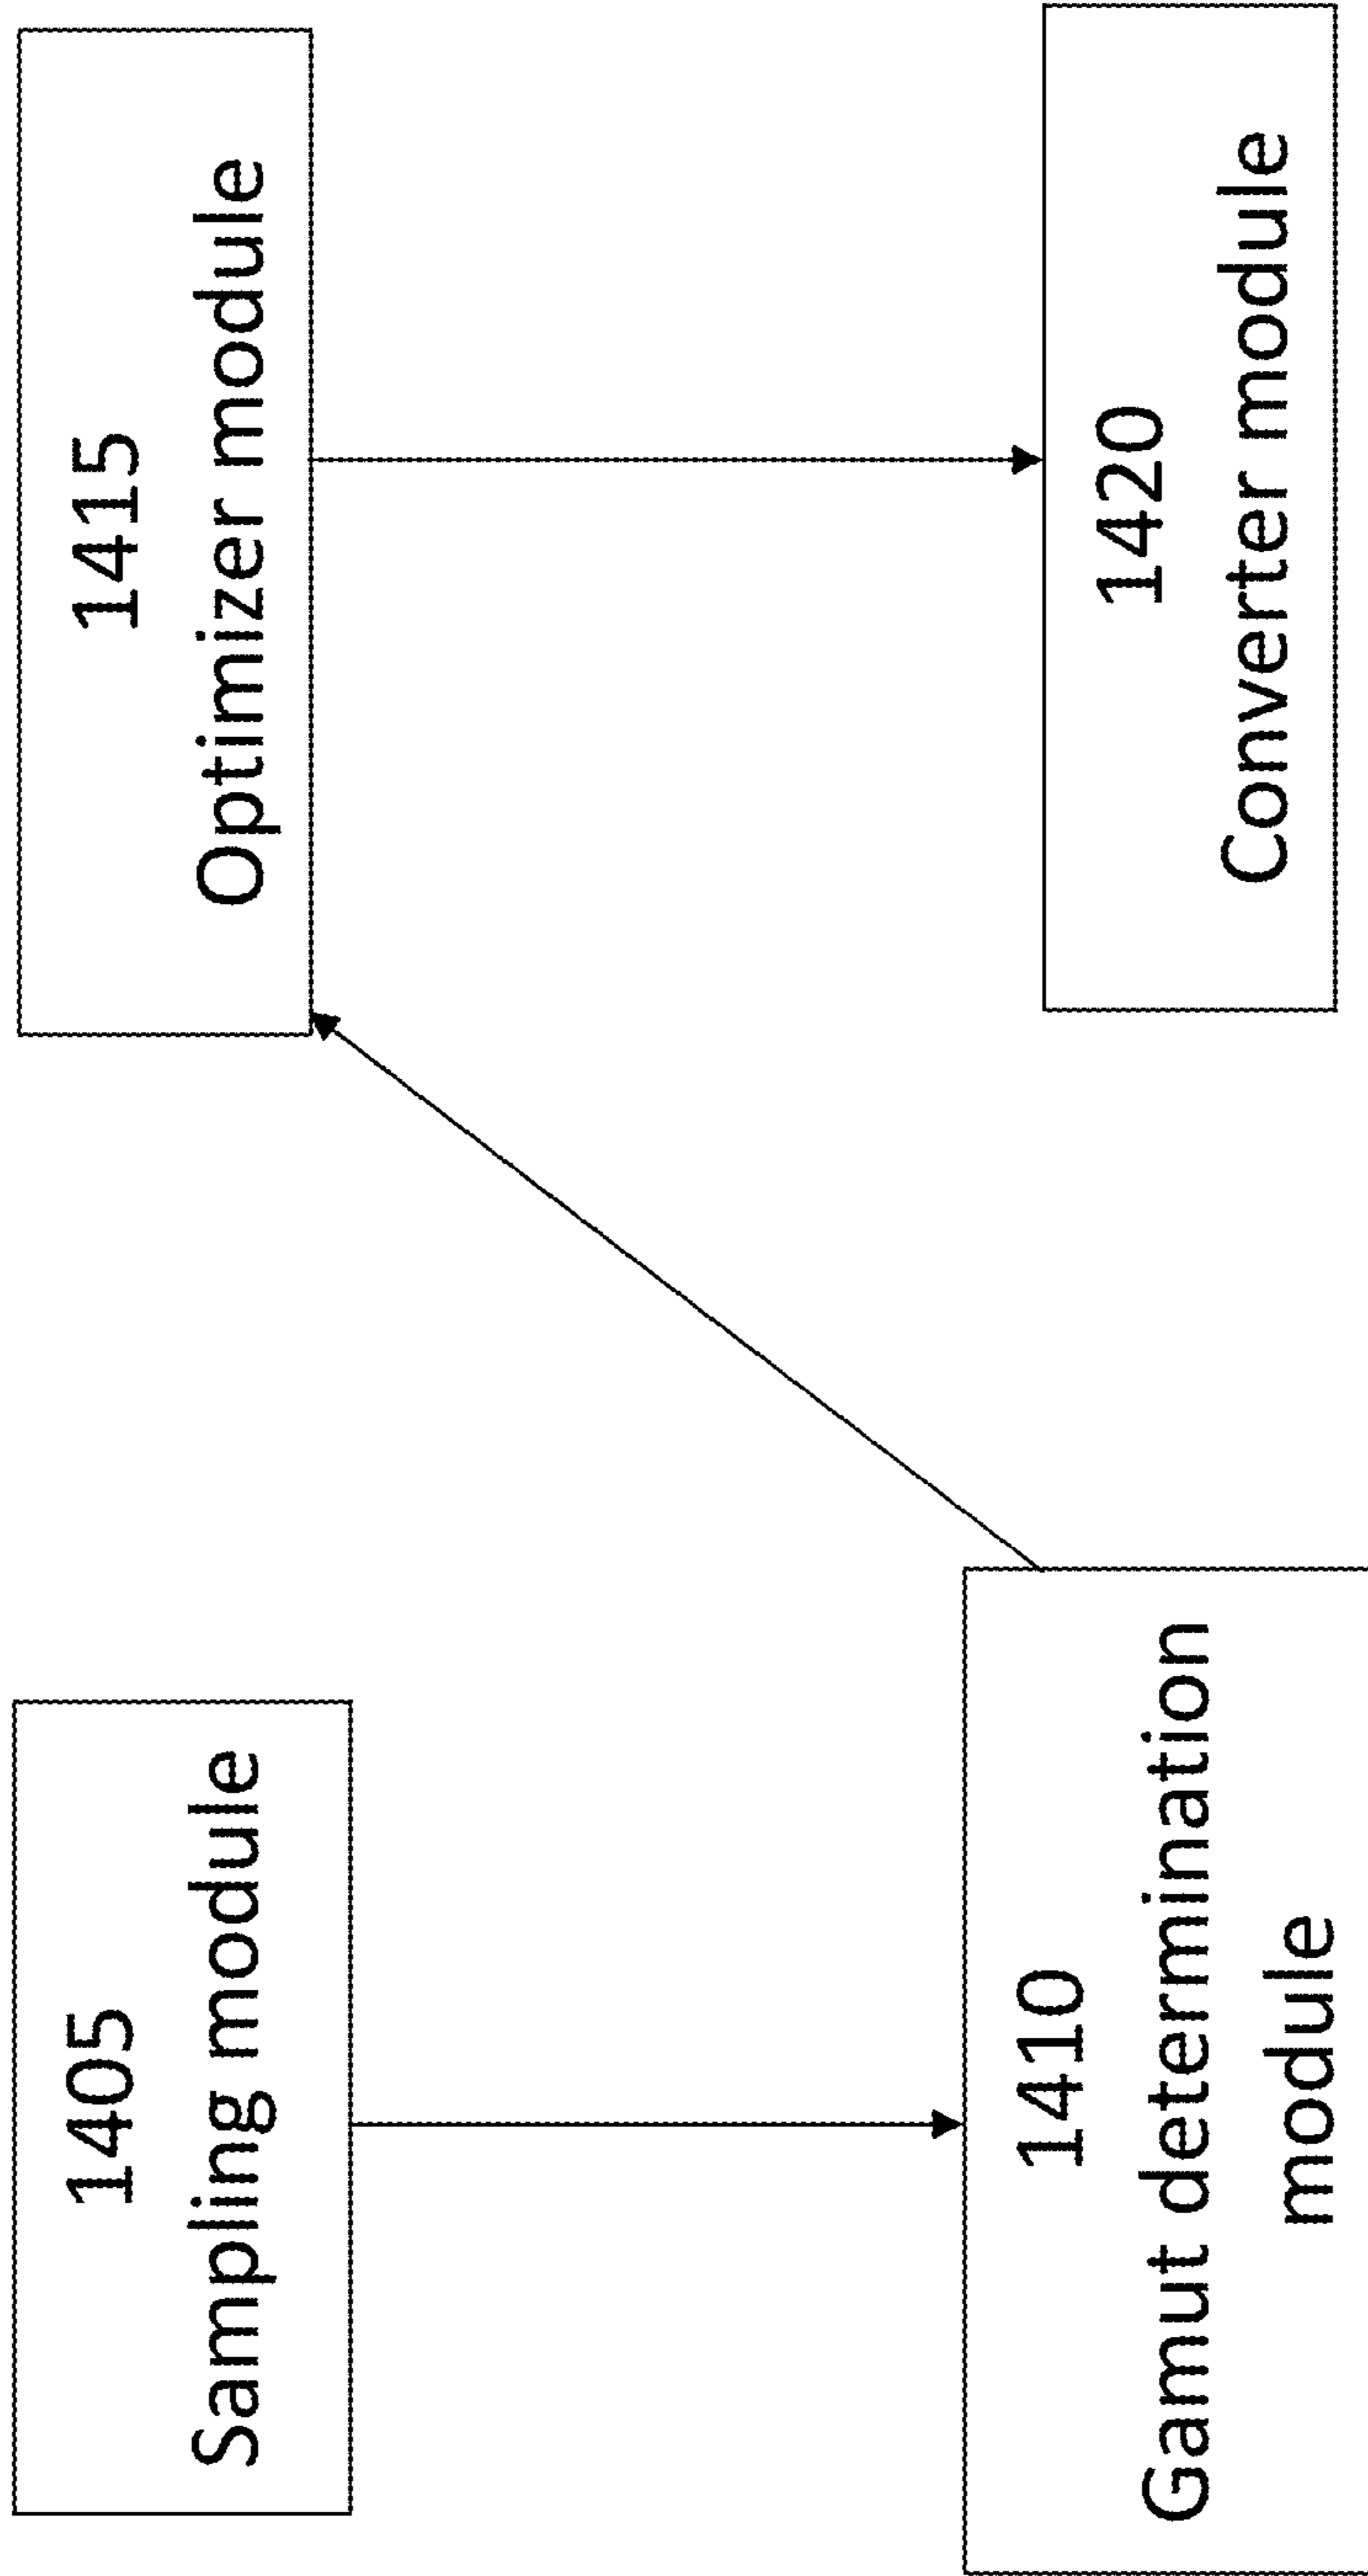 1405
Sampling module
1410
Gamut determination
module
1415
Optimizer module
1420
Converter module